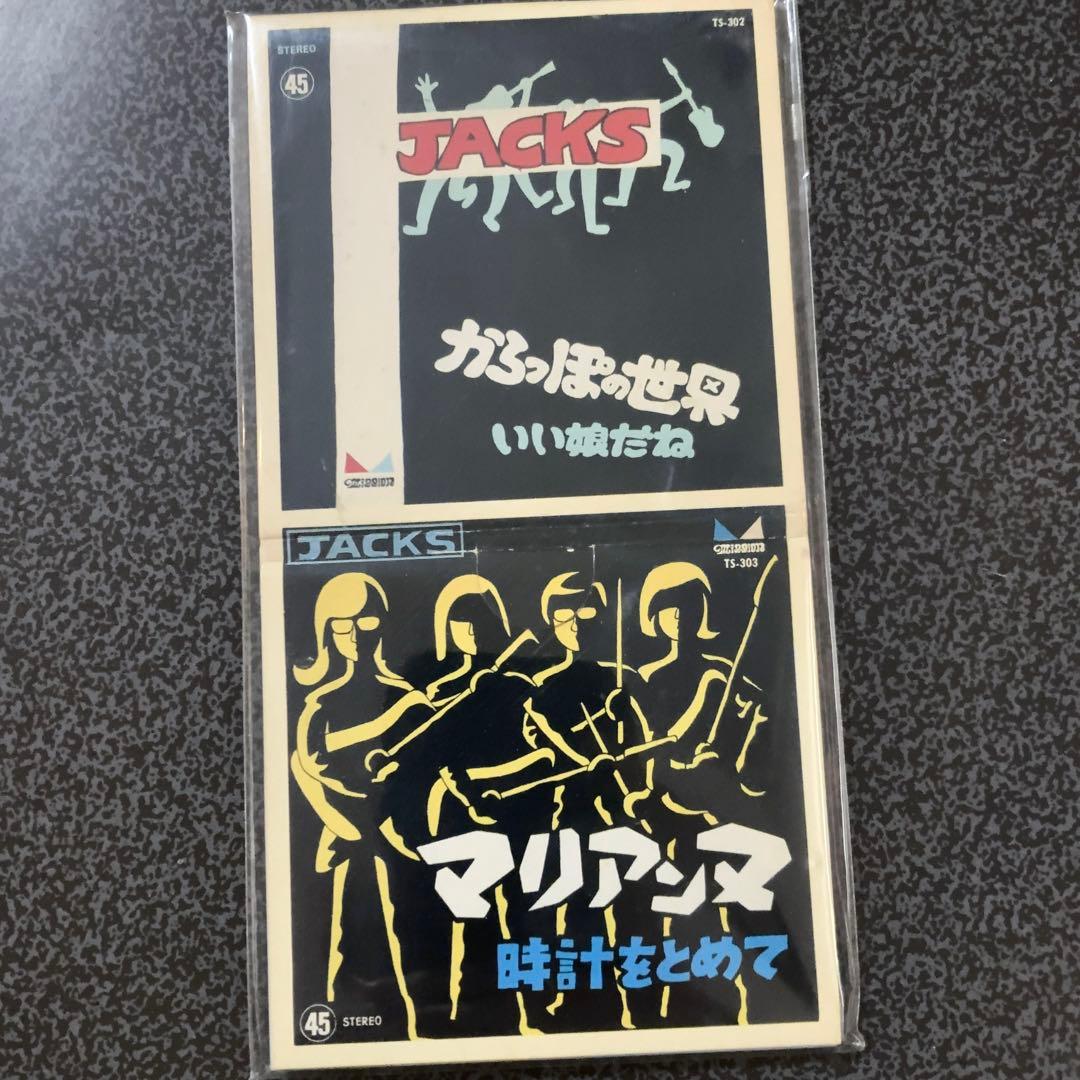 TS-302
STEREO
45
JACKS
からっぽの世界
いい娘だね
JACKS
TS-303
マリアンヌ
時計をとめて
45 STEREO